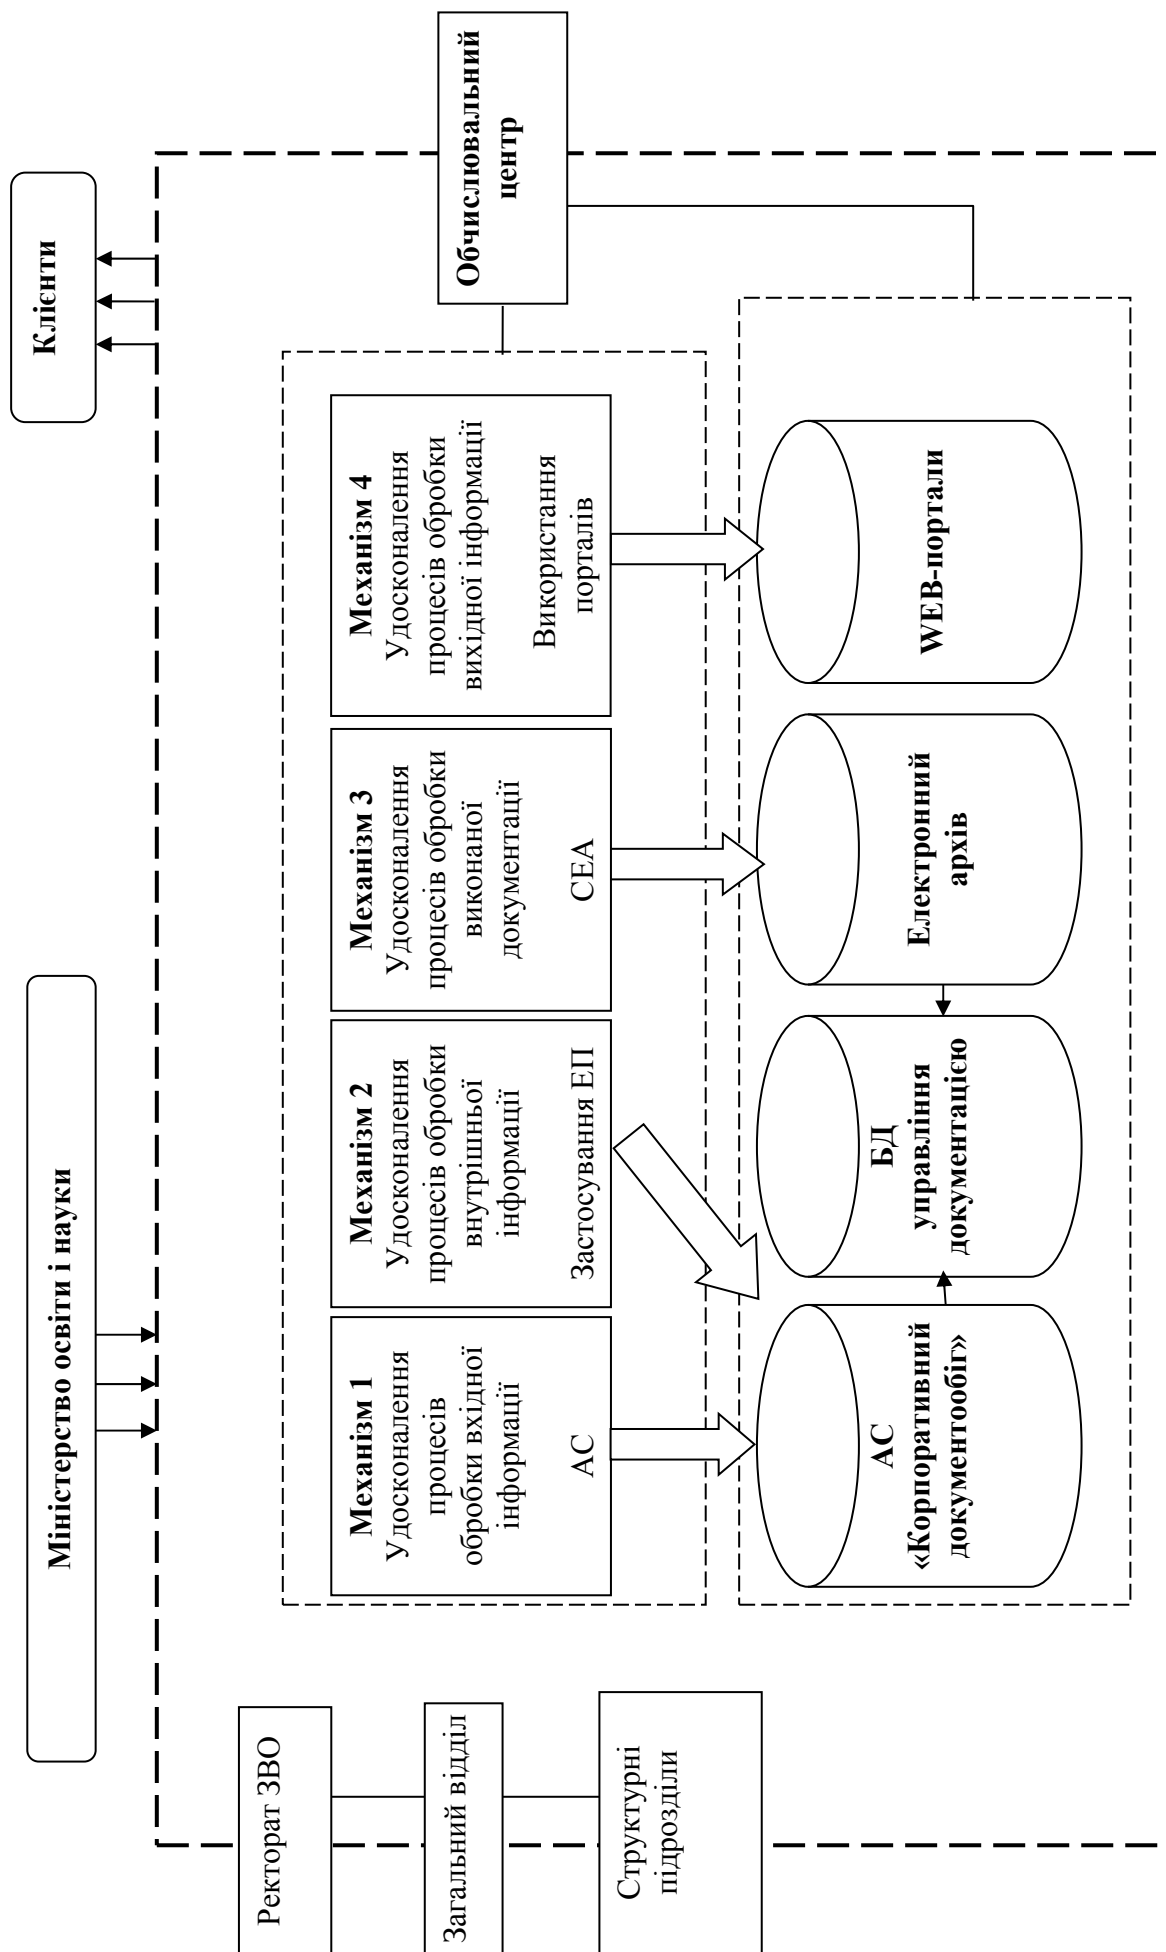 Міністерство освіти і науки
Клієнти
Ректорат ЗВО
Загальний відділ
Структурні
підрозділи
Механізм 1
Удосконалення
процесів
обробки вхідної
інформації
АС
Механізм 2
Удосконалення
процесів обробки
внутрішньої
інформації
Застосування ЕП
Механізм 3
Удосконалення
процесів обробки
виконаної
документації
СЕА
Механізм 4
Удосконалення
процесів обробки
вихідної інформації
Використання
порталів
Обчислювальний
центр
АС
«Корпоративний
документообіг»
БД
управління
документацією
Електронний
архів
WEB-портали